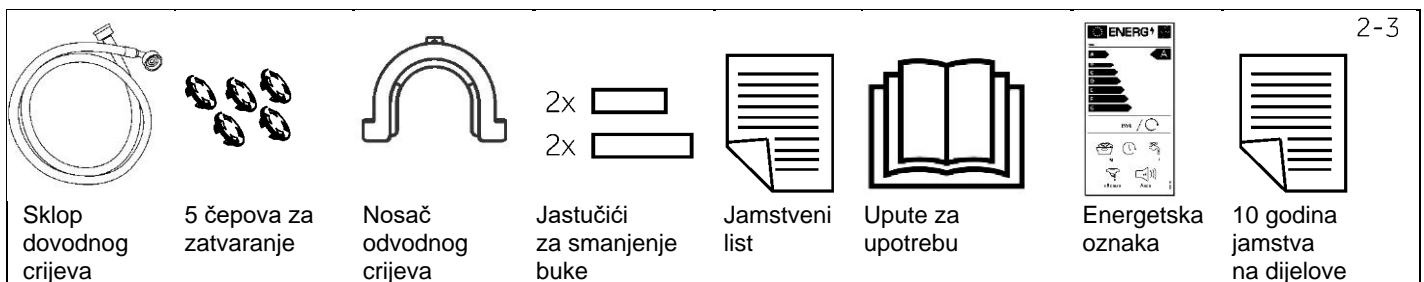 2-3
ENERG
A
2x
2x
Sklop
dovodnog
crijeva
5 čepova za
zatvaranje
Nosač
odvodnog
crijeva
Jastučići
za smanjenje
buke
Jamstveni
list
Upute za
upotrebu
Energetska
oznaka
10 godina
jamstva
na dijelove